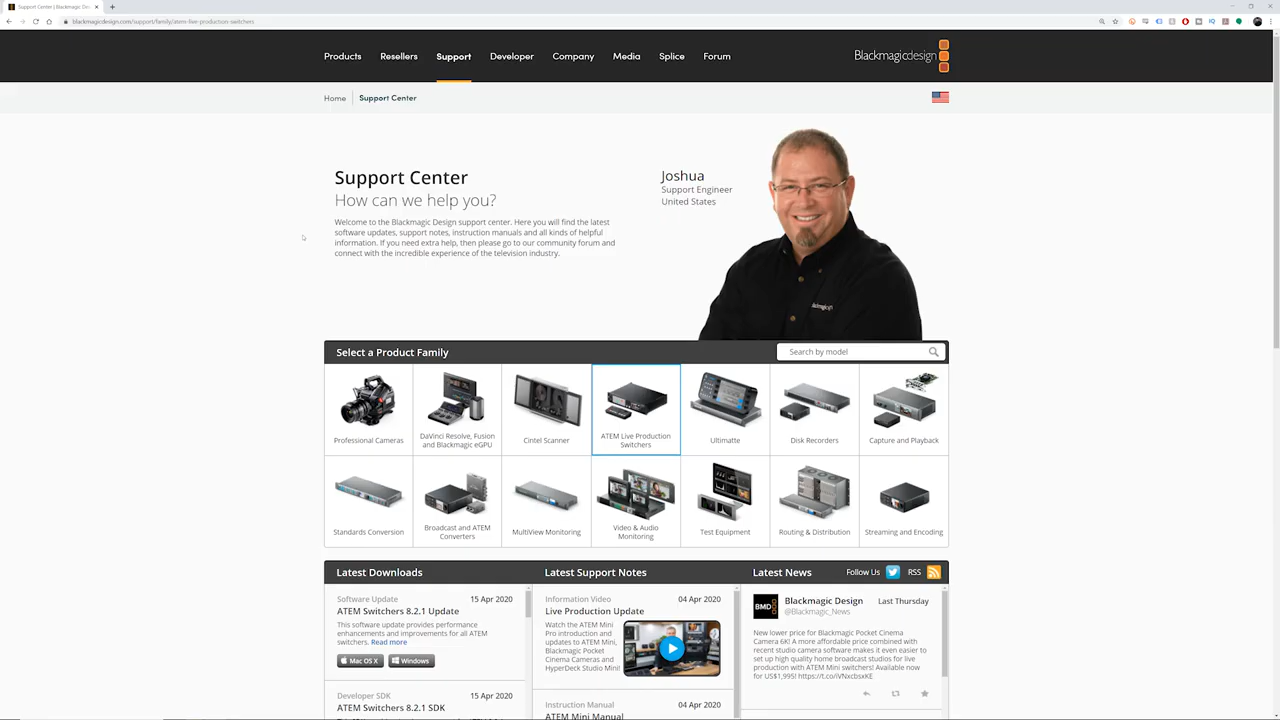 Support Center | Blackmagic D
blackmagicdesign.com/support/family/atem-live-production-switchers
Products
Resellers
Support
Developer
Company
Media
Splice
Forum
Blackmagicdesign
Home
Support Center
Support Center
How can we help you?
Welcome to the Blackmagic Design support center. Here you will find the latest
software updates, support notes, instruction manuals and all kinds of helpful
information. If you need extra help, then please go to our community forum and
connect with the incredible experience of the television industry.
Joshua
Support Engineer
United States
Select a Product Family
Search by model
Professional Cameras
DaVinci Resolve, Fusion
and Blackmagic eGPU
Cintel Scanner
ATEM Live Production
Switchers
Ultimatte
Disk Recorders
Capture and Playback
Standards Conversion
Broadcast and ATEM
Converters
MultiView Monitoring
Video & Audio
Monitoring
Test Equipment
Routing & Distribution
Streaming and Encoding
Latest Downloads
Software Update
15 Apr 2020
ATEM Switchers 8.2.1 Update
This software update provides performance
enhancements and improvements for all ATEM
switchers. Read more
Mac OS X
Windows
Developer SDK
15 Apr 2020
ATEM Switchers 8.2.1 SDK
Latest Support Notes
Information Video
04 Apr 2020
Live Production Update
Watch the ATEM Mini
Pro introduction and
updates to ATEM Mini,
Blackmagic Pocket
Cinema Cameras and
HyperDeck Studio Mini!
Instruction Manual
04 Apr 2020
ATEM Mini Manual
Latest News
Follow Us
RSS
BMD
Blackmagic Design
Last Thursday
@Blackmagic_News
New lower price for Blackmagic Pocket Cinema
Camera 6K! A more affordable price combined with
recent studio camera software makes it even easier to
set up high quality home broadcast studios for live
production with ATEM Mini switchers! Available now
for US$1,995! https://t.co/iVNxcbsxKE